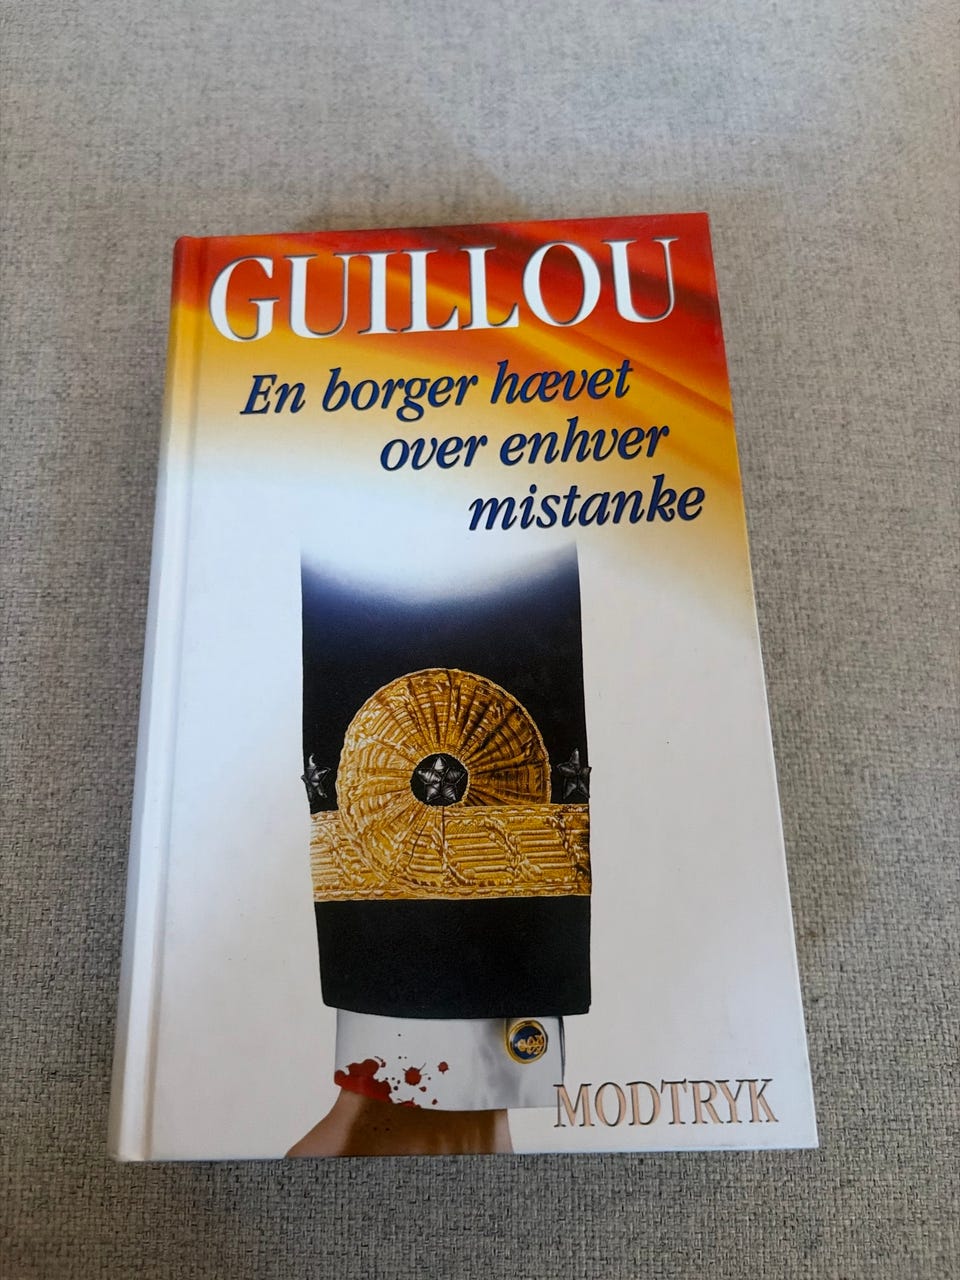 GUILLOU
En borger hævet
over enhver
mistanke
MODTRYK